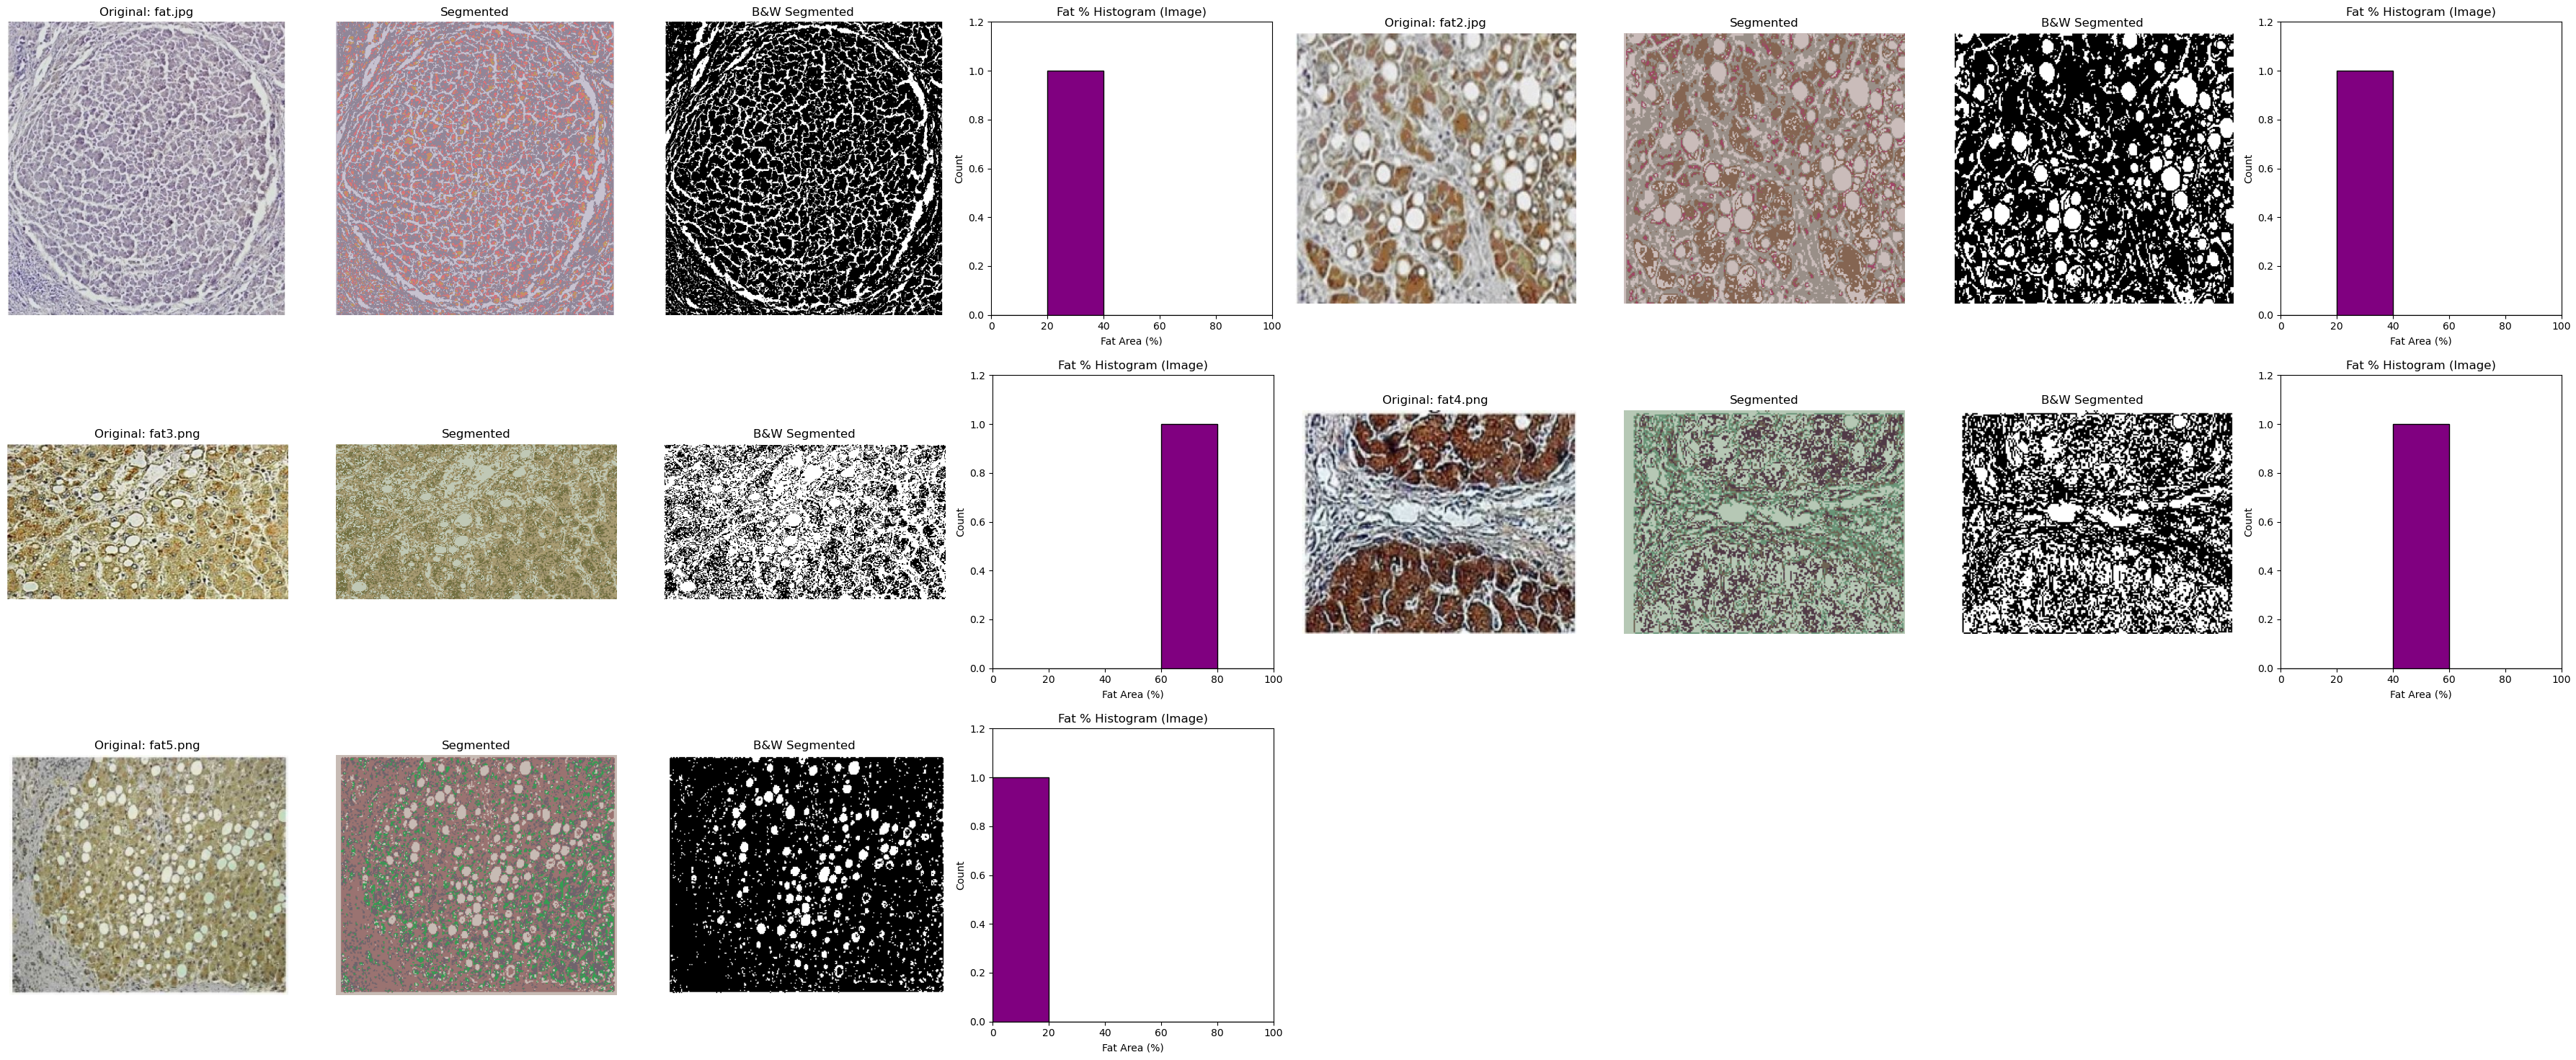 Original: fat.jpg
Segmented
B&W Segmented
Fat % Histogram (Image)
1.2
1.0
0.8
0.6
0.4
0.2
0.0
Count
0 20 40 60 80 100
Fat Area (%)
Original: fat2.jpg
Segmented
B&W Segmented
Fat % Histogram (Image)
1.2
1.0
0.8
0.6
0.4
0.2
0.0
Count
0 20 40 60 80 100
Fat Area (%)
Original: fat3.png
Segmented
B&W Segmented
Fat % Histogram (Image)
1.2
1.0
0.8
0.6
0.4
0.2
0.0
Count
0 20 40 60 80 100
Fat Area (%)
Original: fat4.png
Segmented
B&W Segmented
Fat % Histogram (Image)
1.2
1.0
0.8
0.6
0.4
0.2
0.0
Count
0 20 40 60 80 100
Fat Area (%)
Original: fat5.png
Segmented
B&W Segmented
Fat % Histogram (Image)
1.2
1.0
0.8
0.6
0.4
0.2
0.0
Count
0 20 40 60 80 100
Fat Area (%)